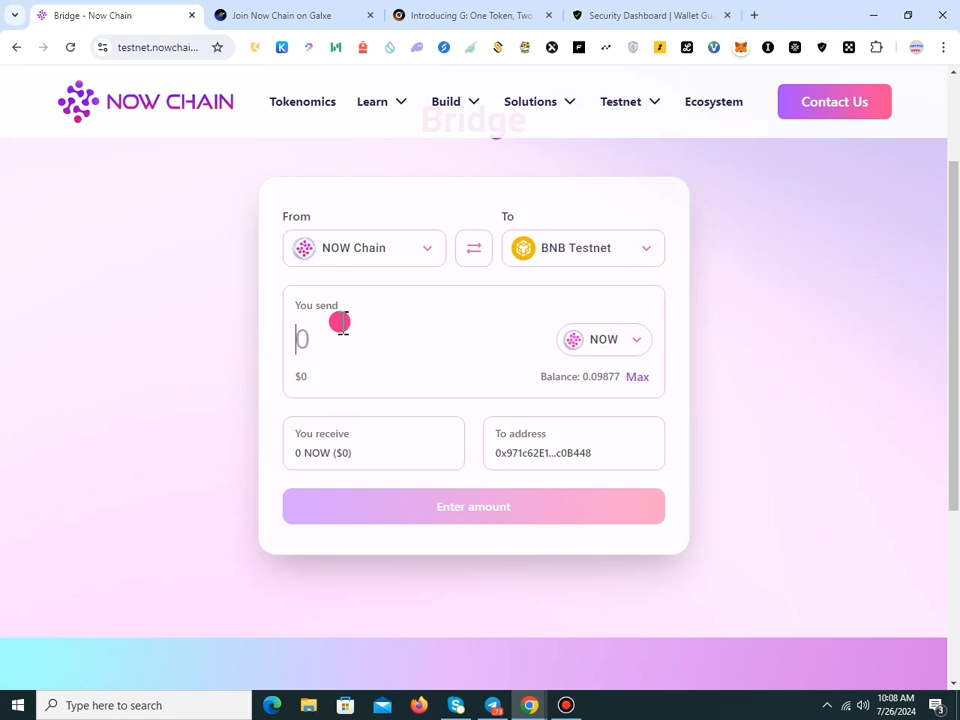 Bridge - Now Chain
Join Now Chain on Galxe
Introducing G: One Token, Two
Security Dashboard | Wallet Gu
testnet.nowchai...
NOW CHAIN
Tokenomics
Learn
Build
Solutions
Testnet
Ecosystem
Contact Us
Bridge
From
To
NOW Chain
BNB Testnet
You send
0
NOW
$0
Balance: 0.09877
Max
You receive
To address
0 NOW ($0)
0x971c62E1...c0B448
Enter amount
Type here to search
10:08 AM
7/26/2024